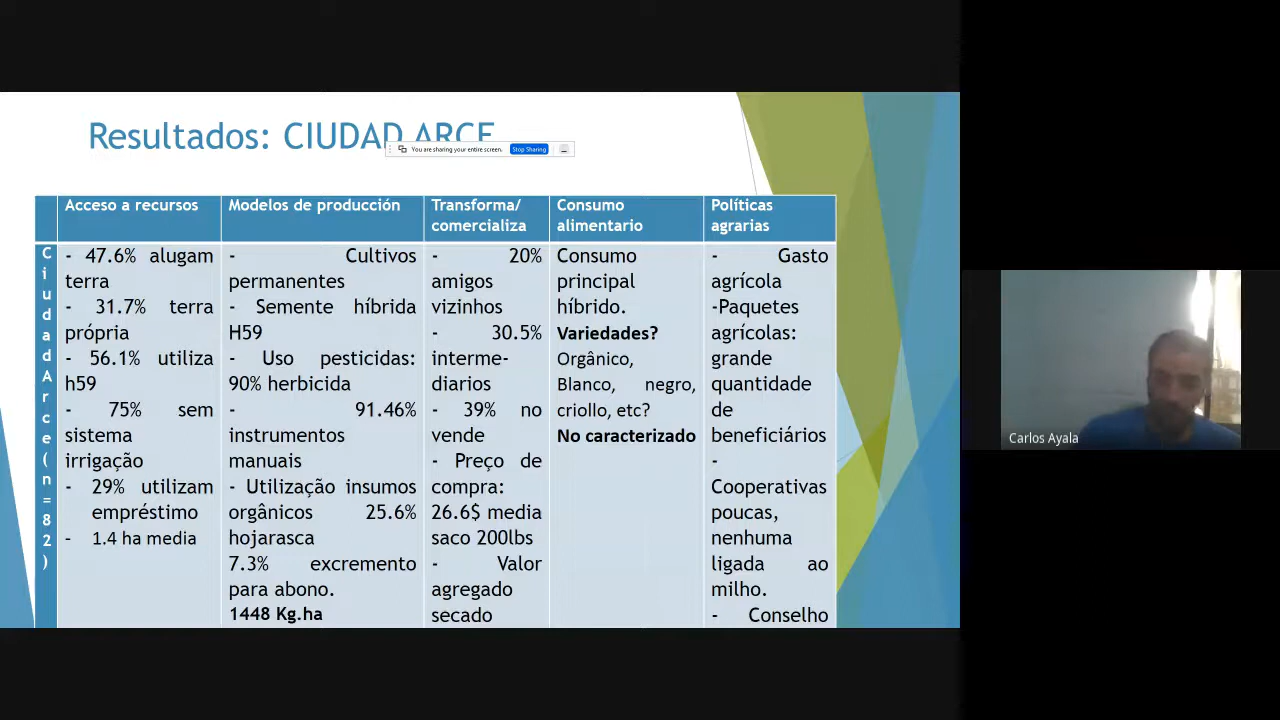 Resultados: CIUDAD ARCE
You are sharing your entire screen.
Stop Sharing
Acceso a recursos
Modelos de producción
Transforma/
comercializa
Consumo
alimentario
Políticas
agrarias
Ciudad Arce (n=82)
- 47.6% alugam
terra
- 31.7% terra
própria
- 56.1% utiliza
h59
- 75% sem
sistema
irrigação
- 29% utilizam
empréstimo
- 1.4 ha media
- Cultivos
permanentes
- Semente híbrida
H59
- Uso pesticidas:
90% herbicida
- 91.46%
instrumentos
manuais
- Utilização insumos
orgânicos 25.6%
hojarasca
7.3% excremento
para abono.
1448 Kg.ha
- 20%
amigos
vizinhos
- 30.5%
interme-
diarios
- 39% no
vende
- Preço de
compra:
26.6$ media
saco 200lbs
- Valor
agregado
secado
Consumo
principal
híbrido.
Variedades?
Orgânico,
Blanco, negro,
criollo, etc?
No caracterizado
- Gasto
agrícola
-Paquetes
agrícolas:
grande
quantidade
de
beneficiários
-
Cooperativas
poucas,
nenhuma
ligada ao
milho.
- Conselho
Carlos Ayala